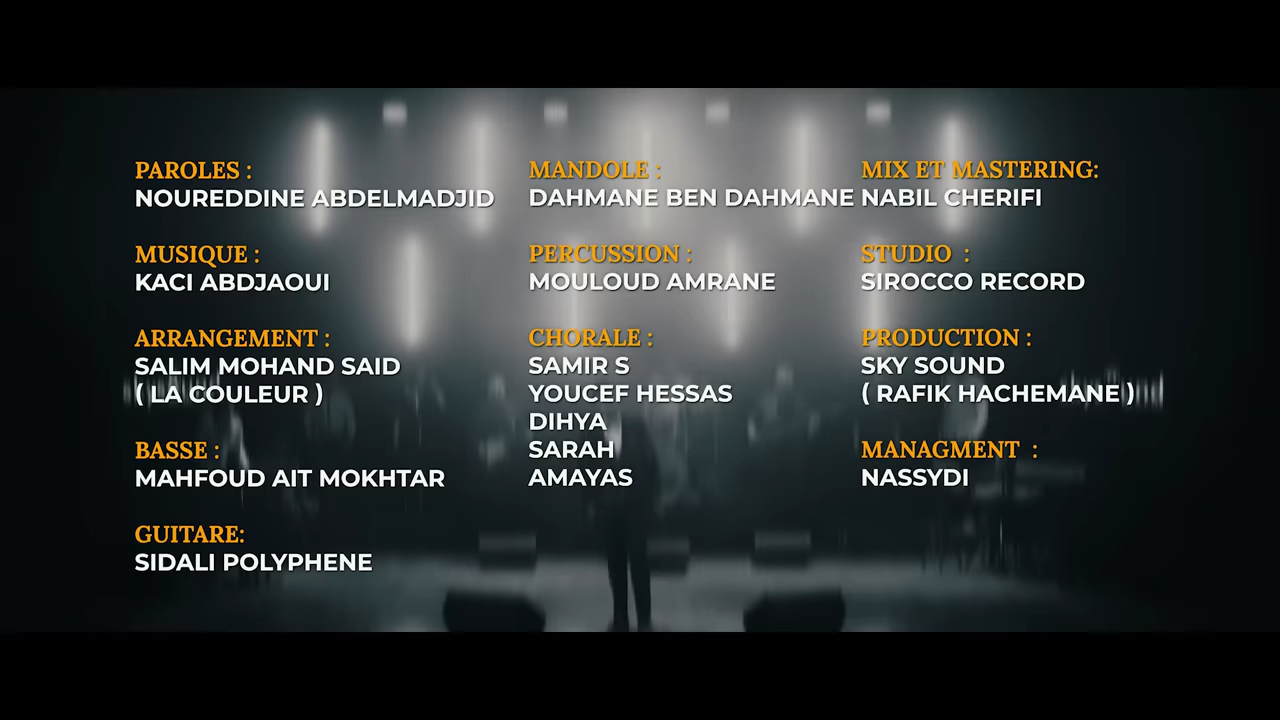 PAROLES :
NOUREDDINE ABDELMADJID
MUSIQUE :
KACI ABDJAOUI
ARRANGEMENT :
SALIM MOHAND SAID
( LA COULEUR )
BASSE :
MAHFOUD AIT MOKHTAR
GUITARE:
SIDALI POLYPHENE
MANDOLE :
DAHMANE BEN DAHMANE
PERCUSSION :
MOULOUD AMRANE
CHORALE :
SAMIR S
YOUCEF HESSAS
DIHYA
SARAH
AMAYAS
MIX ET MASTERING:
NABIL CHERIFI
STUDIO :
SIROCCO RECORD
PRODUCTION :
SKY SOUND
( RAFIK HACHEMANE )
MANAGMENT :
NASSYDI